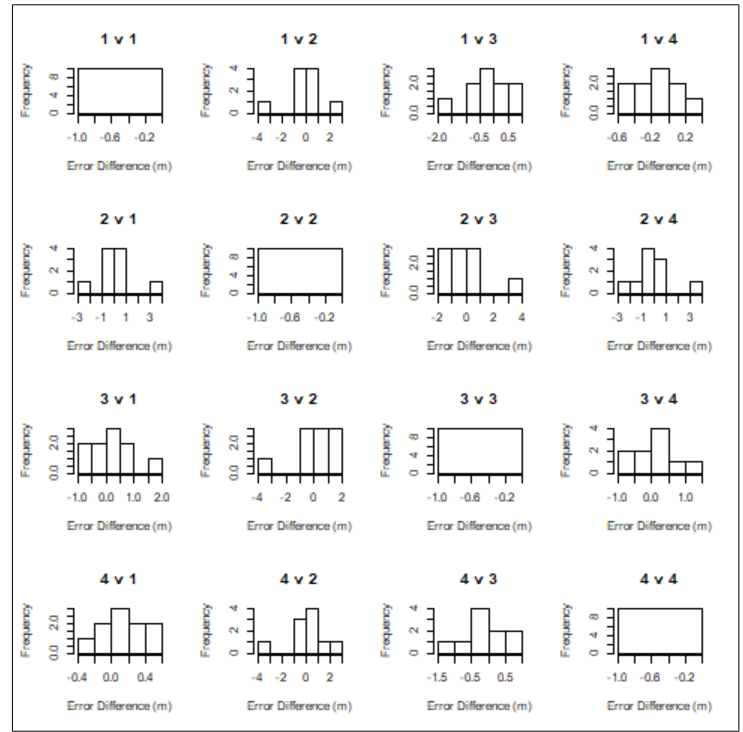 1 v 1 1 v 2 1 v 3 1 v 4
Frequency 0 4 8 Frequency 0 2 4 Frequency 0.0 2.0 Frequency 0.0 2.0
-1.0 -0.6 -0.2 -4 -2 0 2 -2.0 -0.5 0.5 -0.6 -0.2 0.2
Error Difference (m) Error Difference (m) Error Difference (m) Error Difference (m)
2 v 1 2 v 2 2 v 3 2 v 4
Frequency 0 2 4 Frequency 0 4 8 Frequency 0.0 2.0 Frequency 0 2 4
-3 -1 1 3 -1.0 -0.6 -0.2 -2 0 2 4 -3 -1 1 3
Error Difference (m) Error Difference (m) Error Difference (m) Error Difference (m)
3 v 1 3 v 2 3 v 3 3 v 4
Frequency 0.0 2.0 Frequency 0.0 2.0 Frequency 0 4 8 Frequency 0 2 4
-1.0 0.0 1.0 2.0 -4 -2 0 2 -1.0 -0.6 -0.2 -1.0 0.0 1.0
Error Difference (m) Error Difference (m) Error Difference (m) Error Difference (m)
4 v 1 4 v 2 4 v 3 4 v 4
Frequency 0.0 2.0 Frequency 0 2 4 Frequency 0 2 4 Frequency 0 4 8
-0.4 0.0 0.4 -4 -2 0 2 -1.5 -0.5 0.5 -1.0 -0.6 -0.2
Error Difference (m) Error Difference (m) Error Difference (m) Error Difference (m)